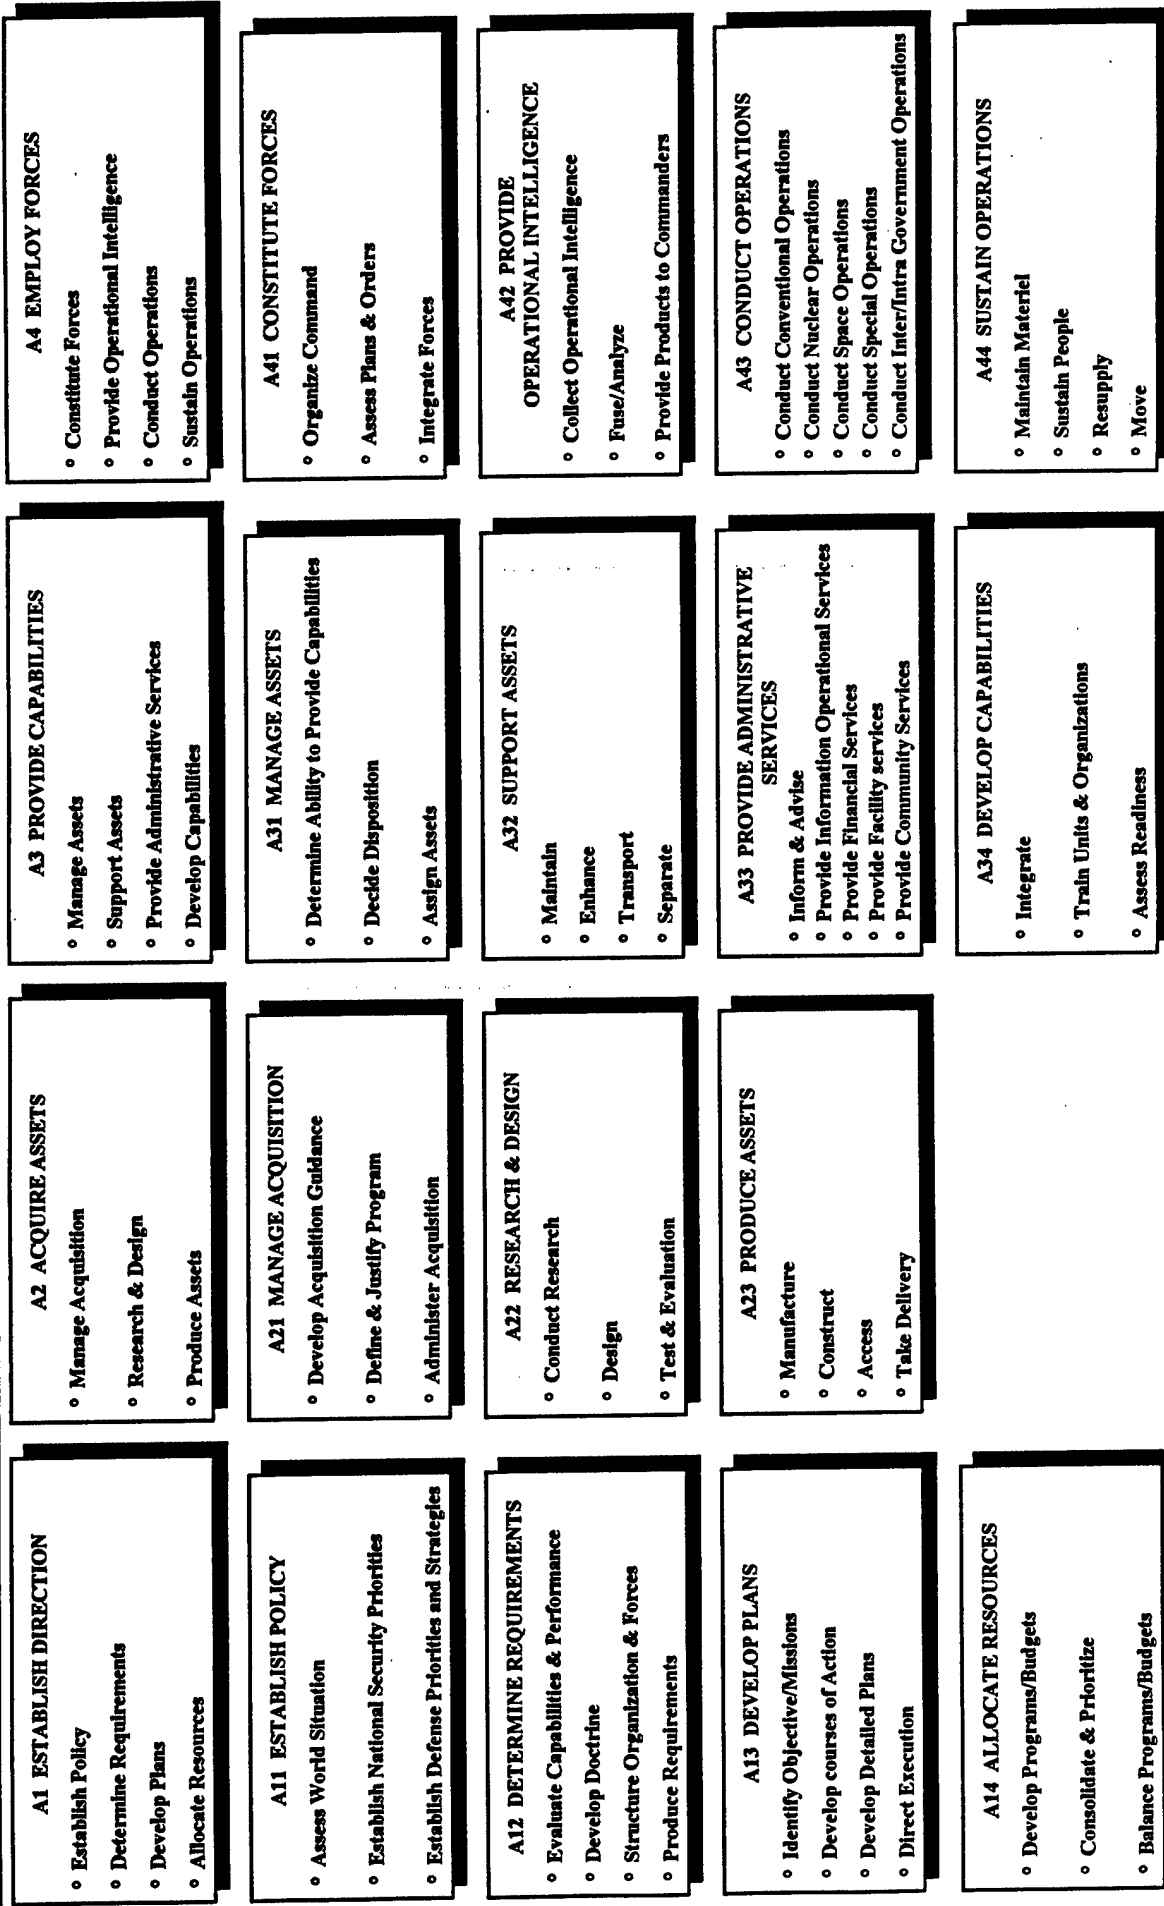 A1 ESTABLISH DIRECTION
° Establish Policy
° Determine Requirements
° Develop Plans
° Allocate Resources
A2 ACQUIRE ASSETS
° Manage Acquisition
° Research & Design
° Produce Assets
A3 PROVIDE CAPABILITIES
° Manage Assets
° Support Assets
° Provide Administrative Services
° Develop Capabilities
A4 EMPLOY FORCES
° Constitute Forces
° Provide Operational Intelligence
° Conduct Operations
° Sustain Operations
A11 ESTABLISH POLICY
° Assess World Situation
° Establish National Security Priorities
° Establish Defense Priorities and Strategies
A21 MANAGE ACQUISITION
° Develop Acquisition Guidance
° Define & Justify Program
° Administer Acquisition
A31 MANAGE ASSETS
° Determine Ability to Provide Capabilities
° Decide Disposition
° Assign Assets
A41 CONSTITUTE FORCES
° Organize Command
° Assess Plans & Orders
° Integrate Forces
A12 DETERMINE REQUIREMENTS
° Evaluate Capabilities & Performance
° Develop Doctrine
° Structure Organization & Forces
° Produce Requirements
A22 RESEARCH & DESIGN
° Conduct Research
° Design
° Test & Evaluation
A32 SUPPORT ASSETS
° Maintain
° Enhance
° Transport
° Separate
A42 PROVIDE
OPERATIONAL INTELLIGENCE
° Collect Operational Intelligence
° Fuse/Analyze
° Provide Products to Commanders
A13 DEVELOP PLANS
° Identify Objective/Missions
° Develop courses of Action
° Develop Detailed Plans
° Direct Execution
A23 PRODUCE ASSETS
° Manufacture
° Construct
° Access
° Take Delivery
A33 PROVIDE ADMINISTRATIVE
SERVICES
° Inform & Advise
° Provide Information Operational Services
° Provide Financial Services
° Provide Facility services
° Provide Community Services
A43 CONDUCT OPERATIONS
° Conduct Conventional Operations
° Conduct Nuclear Operations
° Conduct Space Operations
° Conduct Special Operations
° Conduct Inter/Intra Government Operations
A14 ALLOCATE RESOURCES
° Develop Programs/Budgets
° Consolidate & Prioritize
° Balance Programs/Budgets
A34 DEVELOP CAPABILITIES
° Integrate
° Train Units & Organizations
° Assess Readiness
A44 SUSTAIN OPERATIONS
° Maintain Materiel
° Sustain People
° Resupply
° Move